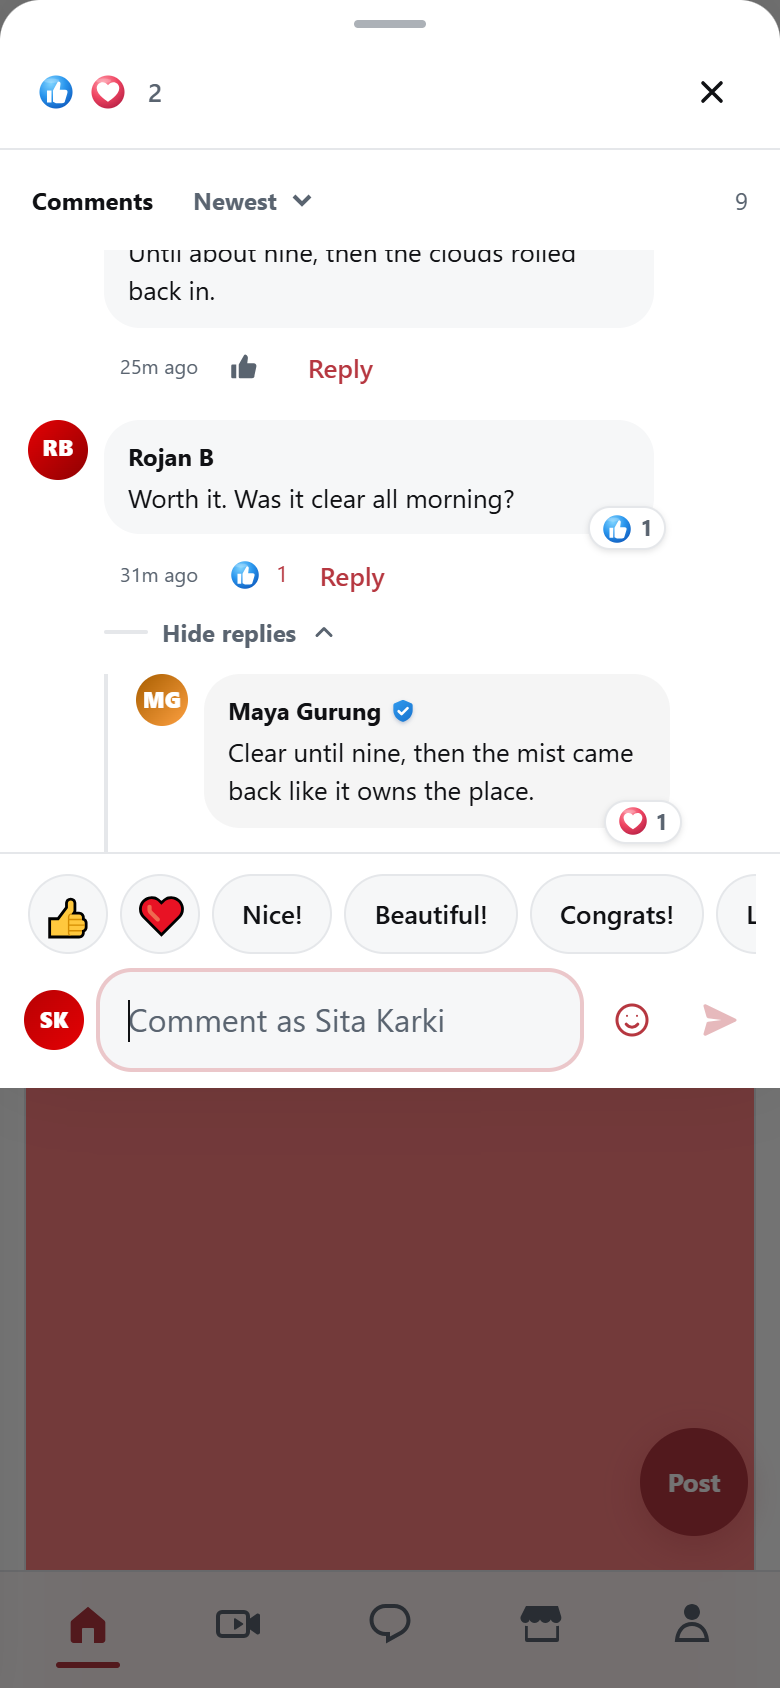 2
Comments Newest 9
Until about nine, then the clouds rolled
back in.
25m ago Reply
RB
Rojan B
Worth it. Was it clear all morning?
1
31m ago 1 Reply
Hide replies
MG
Maya Gurung
Clear until nine, then the mist came
back like it owns the place.
1
Nice! Beautiful! Congrats! L
SK
Comment as Sita Karki
Post